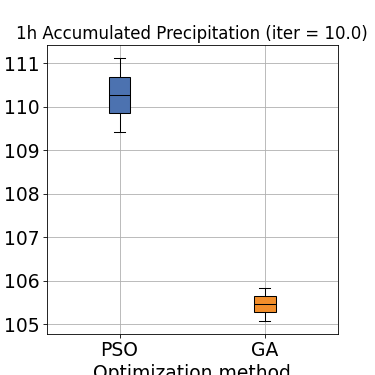 1h Accumulated Precipitation (iter = 10.0)
111
110
109
108
107
106
105
PSO GA
Optimization method